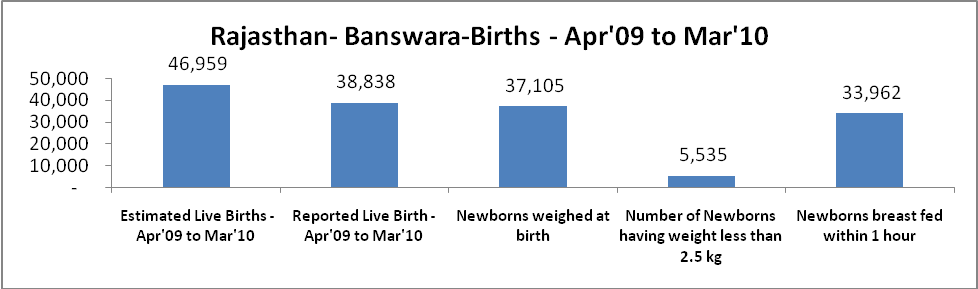 Rajasthan- Banswara-Births - Apr'09 to Mar'10
46,959
38,838
37,105
5,535
33,962
50,000
40,000
30,000
20,000
10,000
-
Estimated Live Births -
Apr'09 to Mar'10
Reported Live Birth -
Apr'09 to Mar'10
Newborns weighed at
birth
Number of Newborns
having weight less than
2.5 kg
Newborns breast fed
within 1 hour